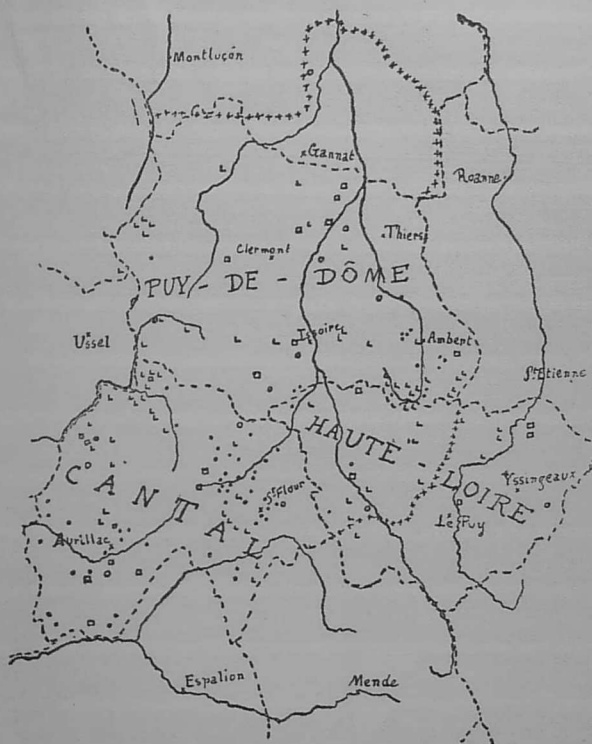 Montluçon
Gannat
Roanne
Thiers
Clermont
PUY-DE-DÔME
Ussel
Issoire
Ambert
St Etienne
HAUTE-LOIRE
CANTAL
Yssingeaux
St Flour
Le Puy
Aurillac
Espalion
Mende